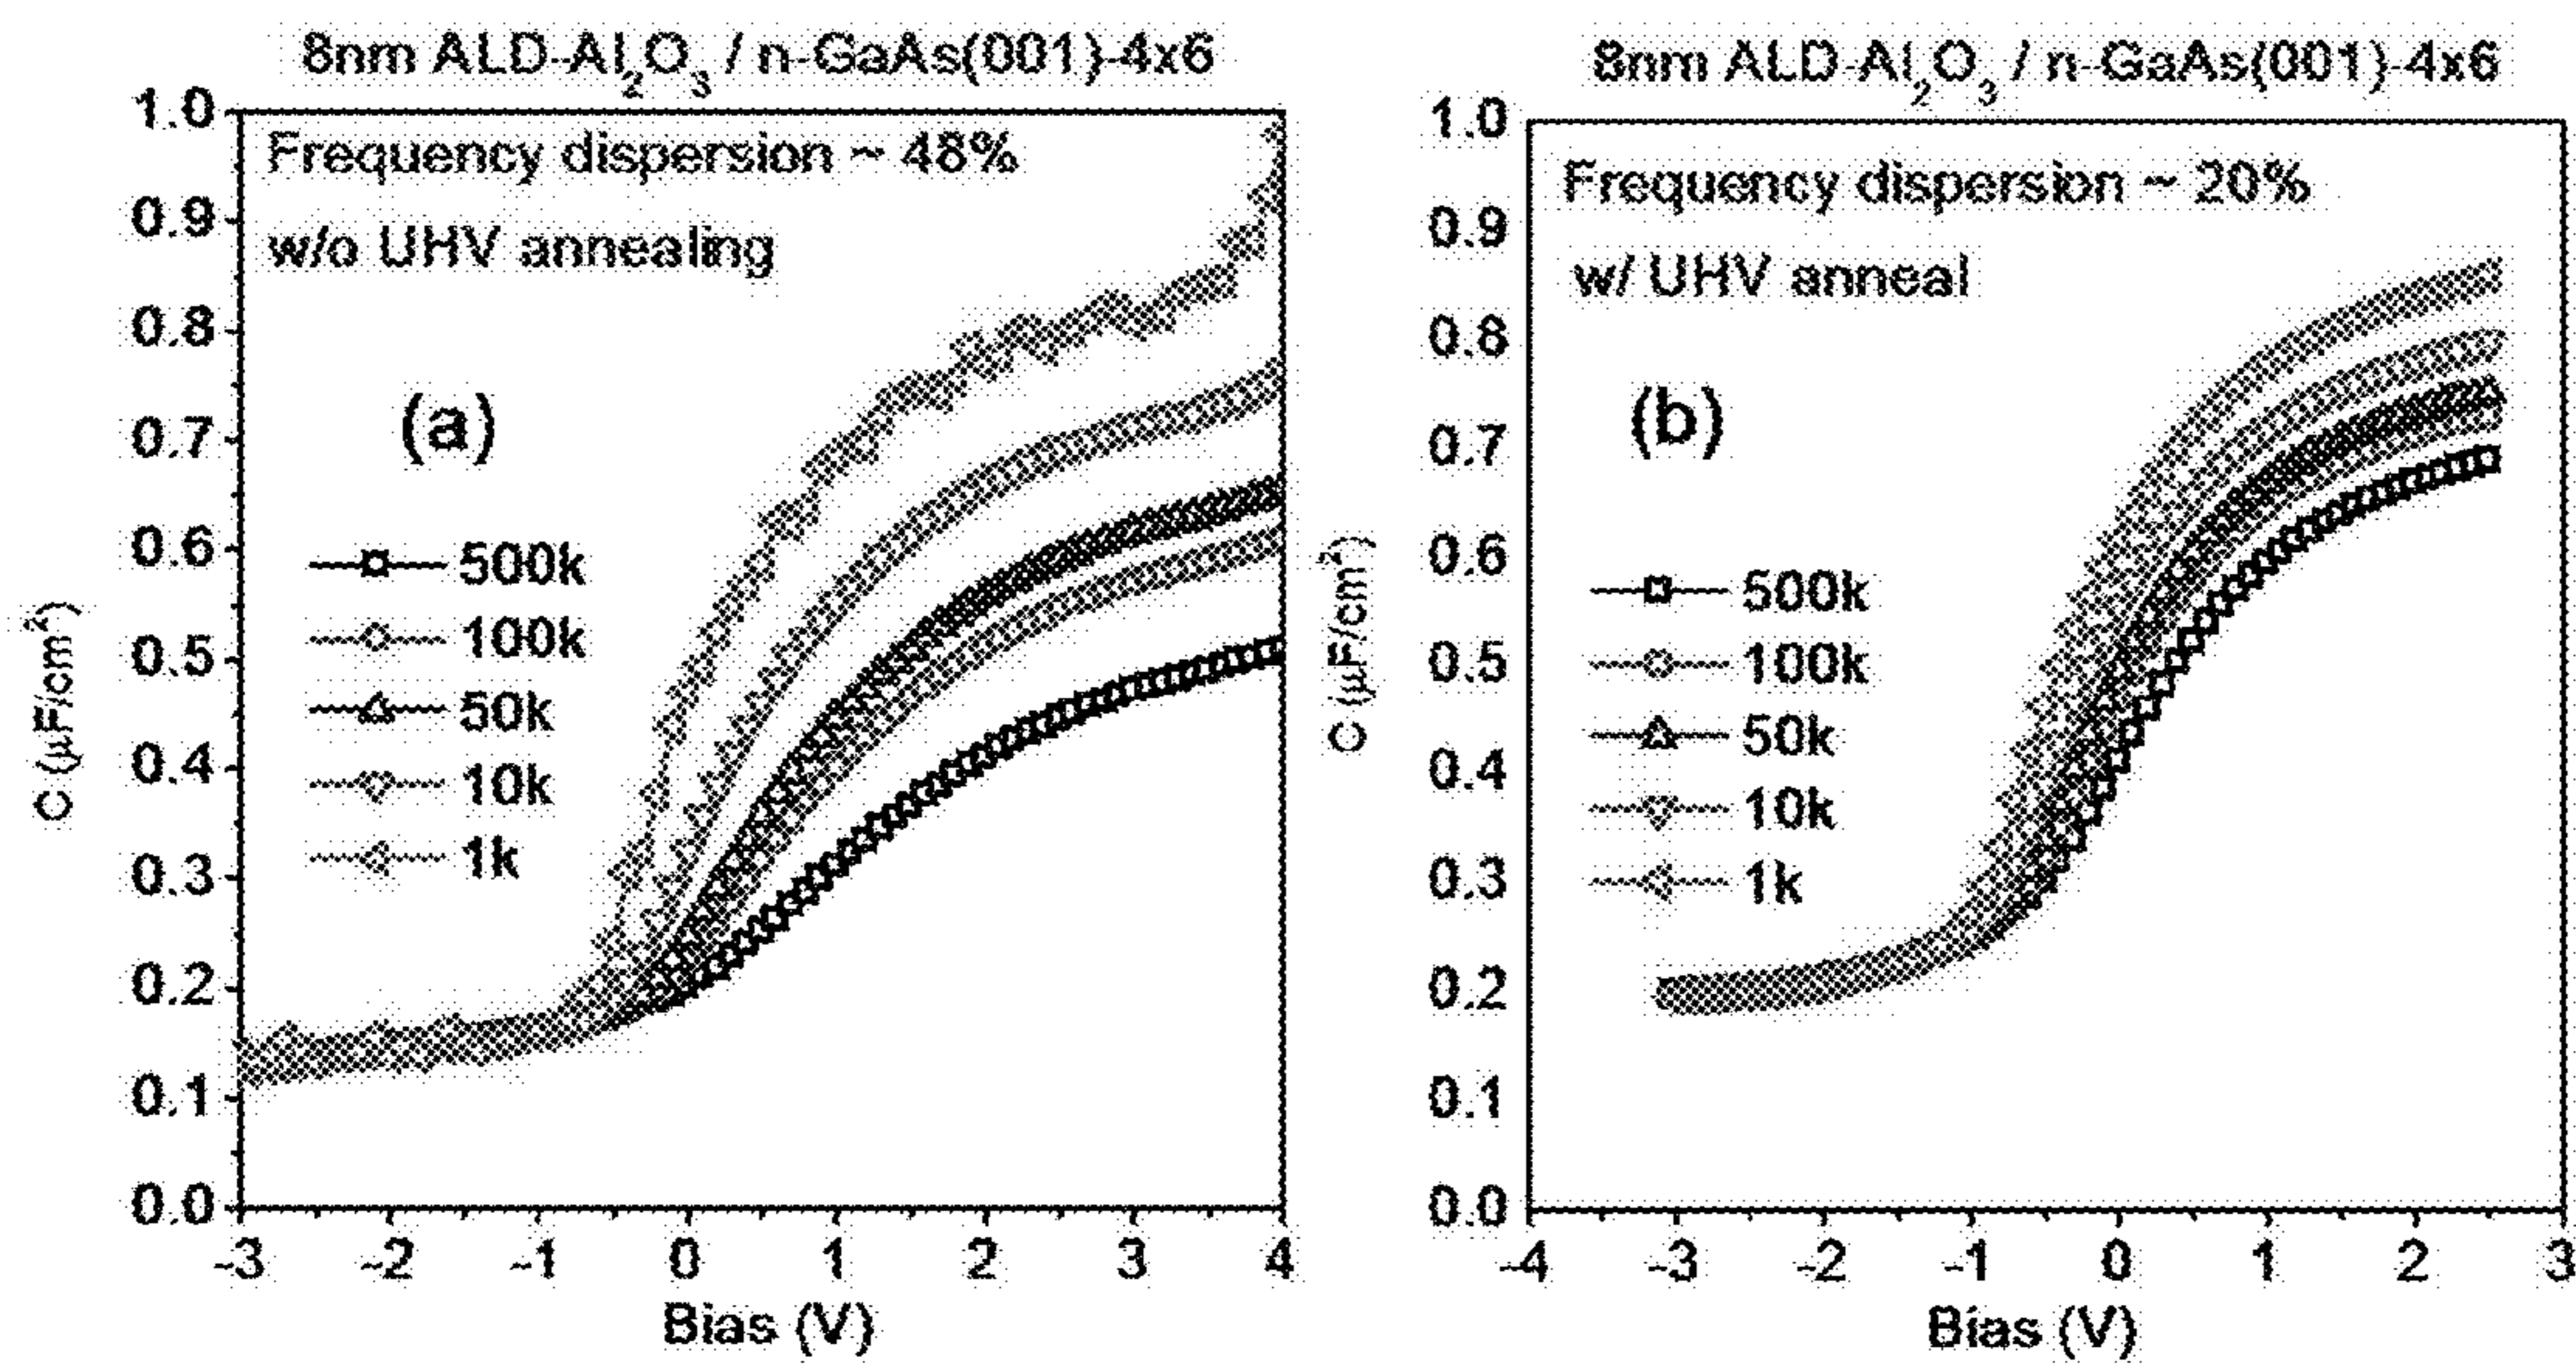 8nm ALD-Al₂O₃ / n-GaAs(001)-4x6
Frequency dispersion ~ 48%
w/o UHV annealing
(a)
500k
100k
50k
10k
1k
C (μF/cm²)
1.0
0.9
0.8
0.7
0.6
0.5
0.4
0.3
0.2
0.1
0.0
-3 -2 -1 0 1 2 3 4
Bias (V)
8nm ALD-Al₂O₃ / n-GaAs(001)-4x6
Frequency dispersion ~ 20%
w/ UHV anneal
(b)
500k
100k
50k
10k
1k
C (μF/cm²)
1.0
0.9
0.8
0.7
0.6
0.5
0.4
0.3
0.2
0.1
0.0
-4 -3 -2 -1 0 1 2 3
Bias (V)